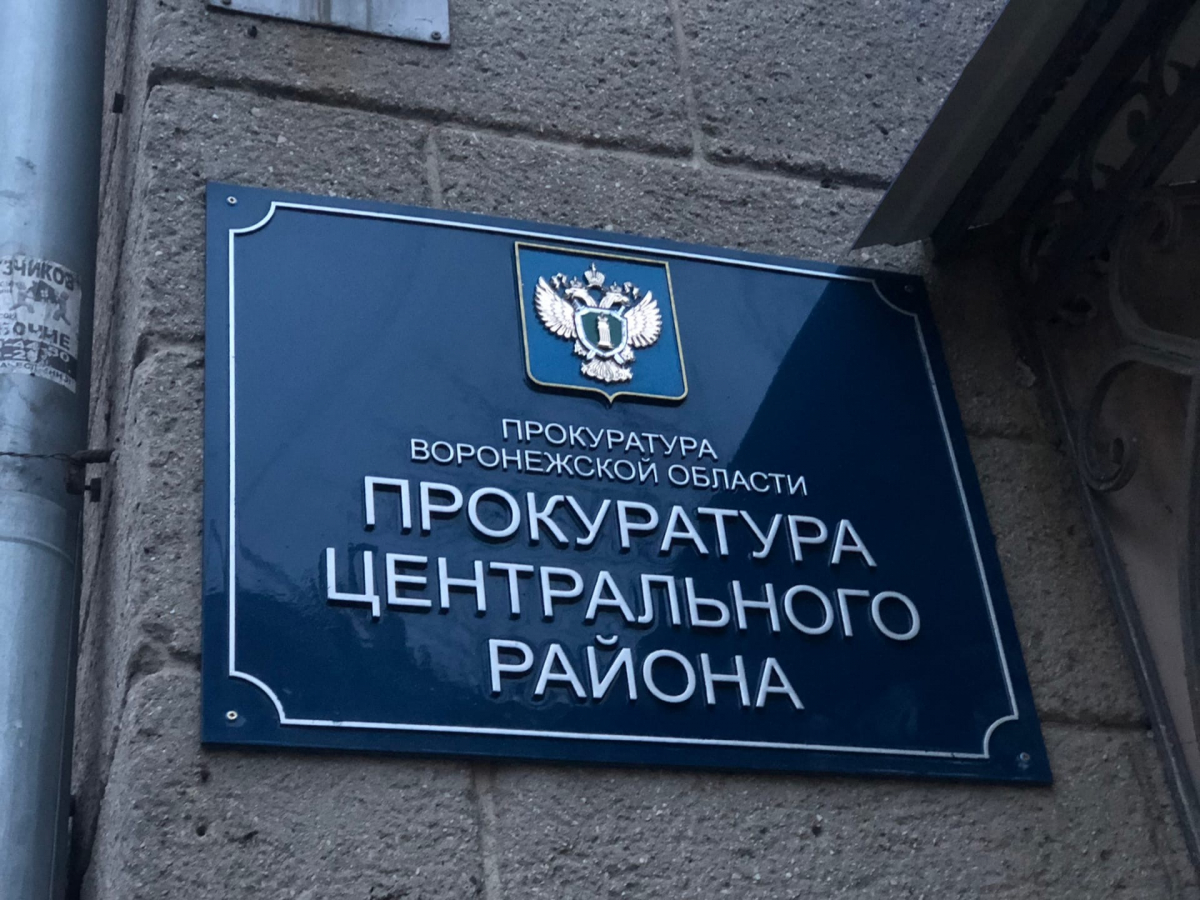 ПРОКУРАТУРА
ВОРОНЕЖСКОЙ ОБЛАСТИ
ПРОКУРАТУРА
ЦЕНТРАЛЬНОГО
РАЙОНА